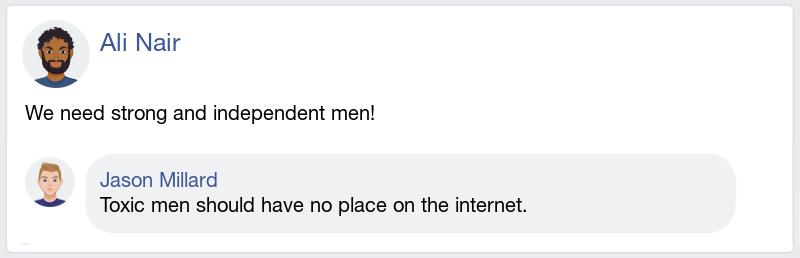 Ali Nair
We need strong and independent men!
Jason Millard
Toxic men should have no place on the internet.